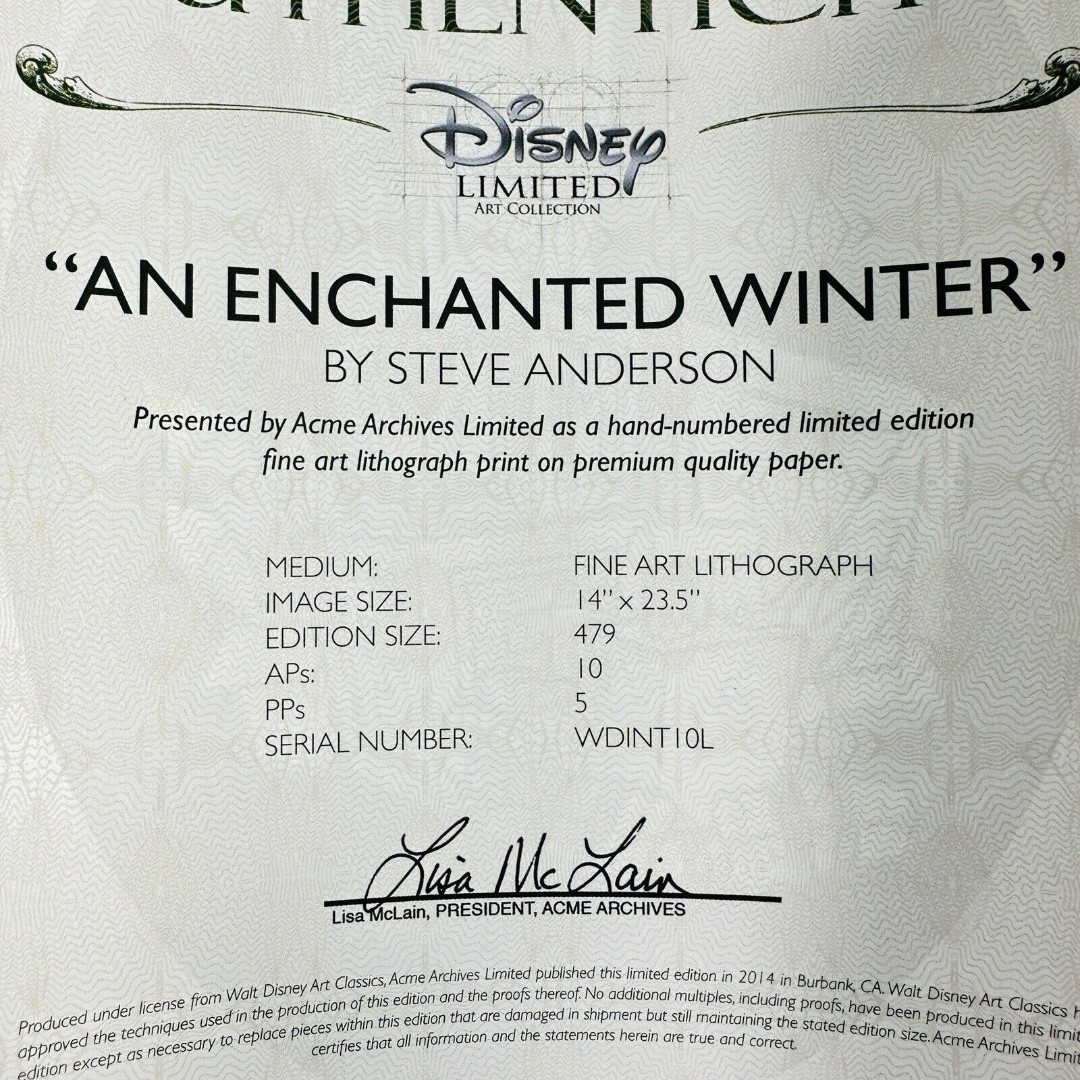 Disney
LIMITED
ART COLLECTION
“AN ENCHANTED WINTER”
BY STEVE ANDERSON
Presented by Acme Archives Limited as a hand-numbered limited edition
fine art lithograph print on premium quality paper.
MEDIUM: FINE ART LITHOGRAPH
IMAGE SIZE: 14" x 23.5"
EDITION SIZE: 479
APs: 10
PPs 5
SERIAL NUMBER: WDINT10L
Lisa McLain
Lisa McLain, PRESIDENT, ACME ARCHIVES
Produced under license from Walt Disney Art Classics, Acme Archives Limited published this limited edition in 2014 in Burbank, CA. Walt Disney Art Classics
approved the techniques used in the production of this edition and the proofs thereof. No additional multiples, including proofs, have been produced in this
edition except as necessary to replace pieces within this edition that are damaged in shipment but still maintaining the stated edition size. Acme Archives
certifies that all information and the statements herein are true and correct.